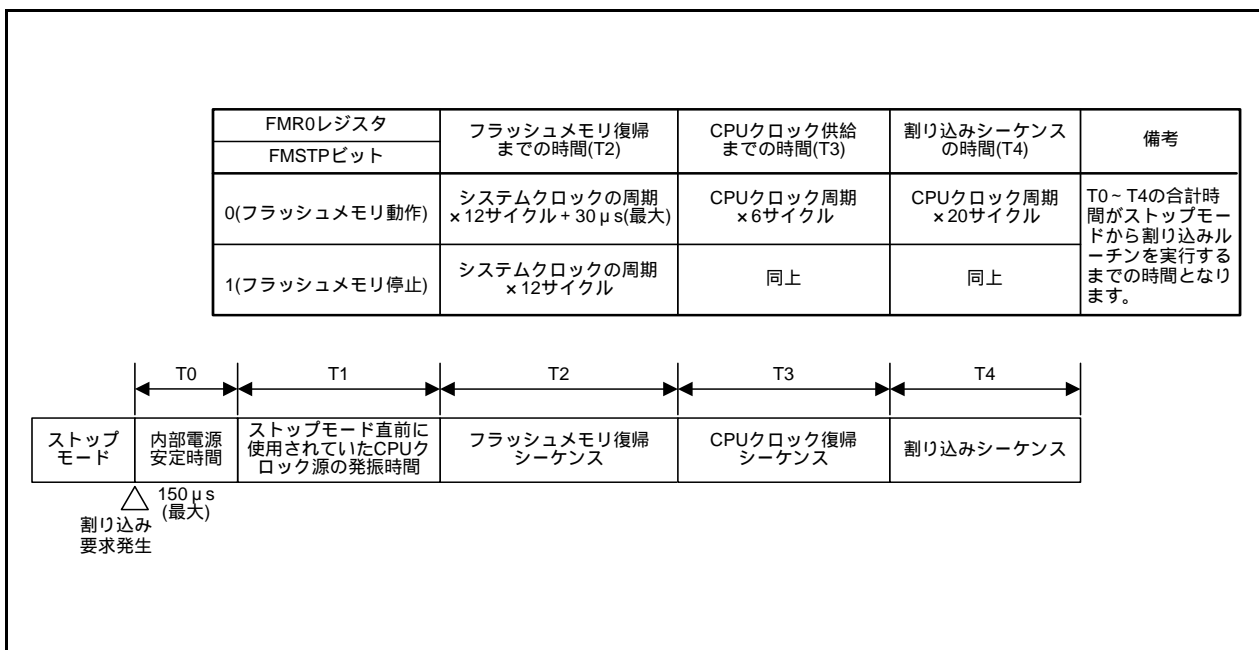 FMR0レジスタ
FMSTPビット
フラッシュメモリ復帰
までの時間(T2)
CPUクロック供給
までの時間(T3)
割り込みシーケンス
の時間(T4)
備考
0(フラッシュメモリ動作)
システムクロックの周期
×12サイクル + 30μs(最大)
CPUクロック周期
×6サイクル
CPUクロック周期
×20サイクル
T0~T4の合計時
間がストップモー
ドから割り込みル
ーチンを実行する
までの時間となり
ます。
1(フラッシュメモリ停止)
システムクロックの周期
×12サイクル
同上
同上
T0
T1
T2
T3
T4
ストップ
モード
内部電源
安定時間
ストップモード直前に
使用されていたCPUク
ロック源の発振時間
フラッシュメモリ復帰
シーケンス
CPUクロック復帰
シーケンス
割り込みシーケンス
150μs
(最大)
割り込み
要求発生